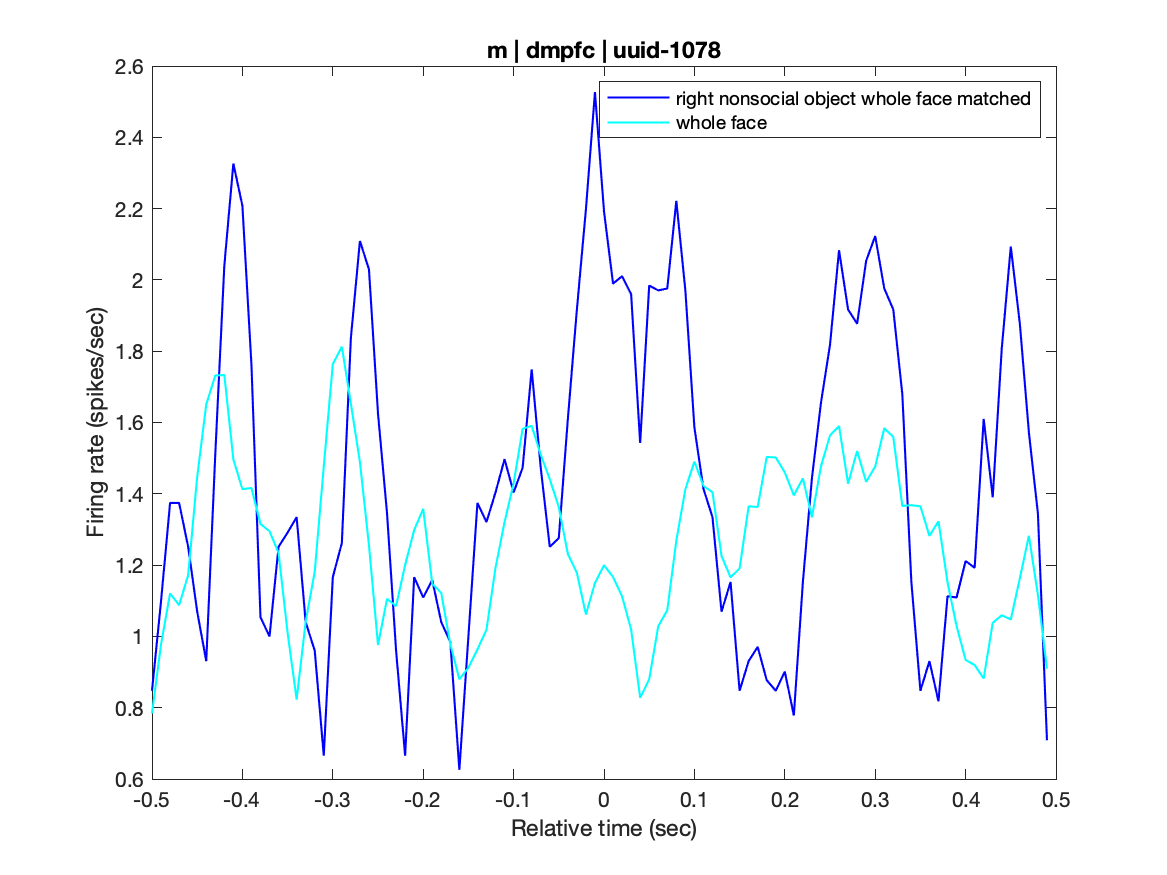 m | dmpfc | uuid-1078
right nonsocial object whole face matched
whole face
Firing rate (spikes/sec)
2.6
2.4
2.2
2
1.8
1.6
1.4
1.2
1
0.8
0.6
-0.5 -0.4 -0.3 -0.2 -0.1 0 0.1 0.2 0.3 0.4 0.5
Relative time (sec)